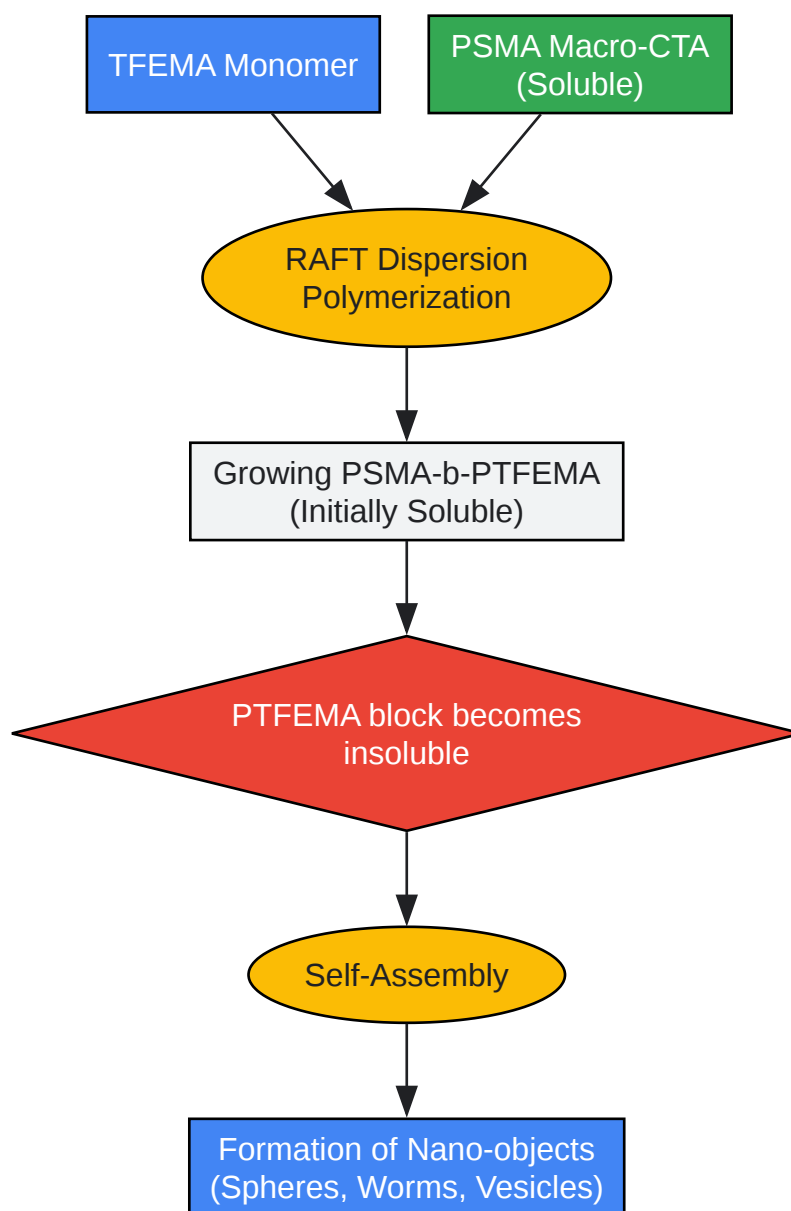 TFEMA Monomer
PSMA Macro-CTA
(Soluble)
RAFT Dispersion
Polymerization
Growing PSMA-b-PTFEMA
(Initially Soluble)
PTFEMA block becomes
insoluble
Self-Assembly
Formation of Nano-objects
(Spheres, Worms, Vesicles)